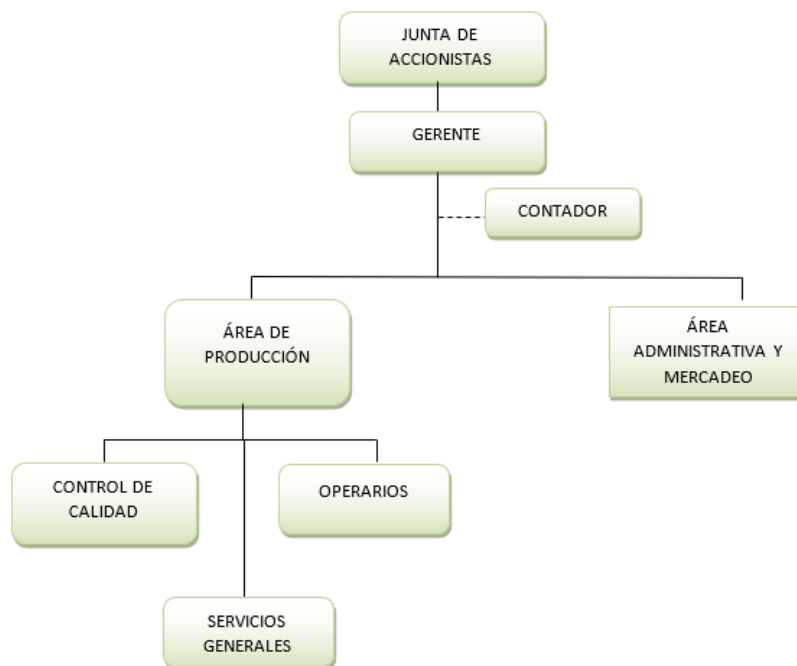 JUNTA DE
ACCIONISTAS
GERENTE
CONTADOR
ÁREA DE
PRODUCCIÓN
ÁREA
ADMINISTRATIVA Y
MERCADEO
CONTROL DE
CALIDAD
OPERARIOS
SERVICIOS
GENERALES